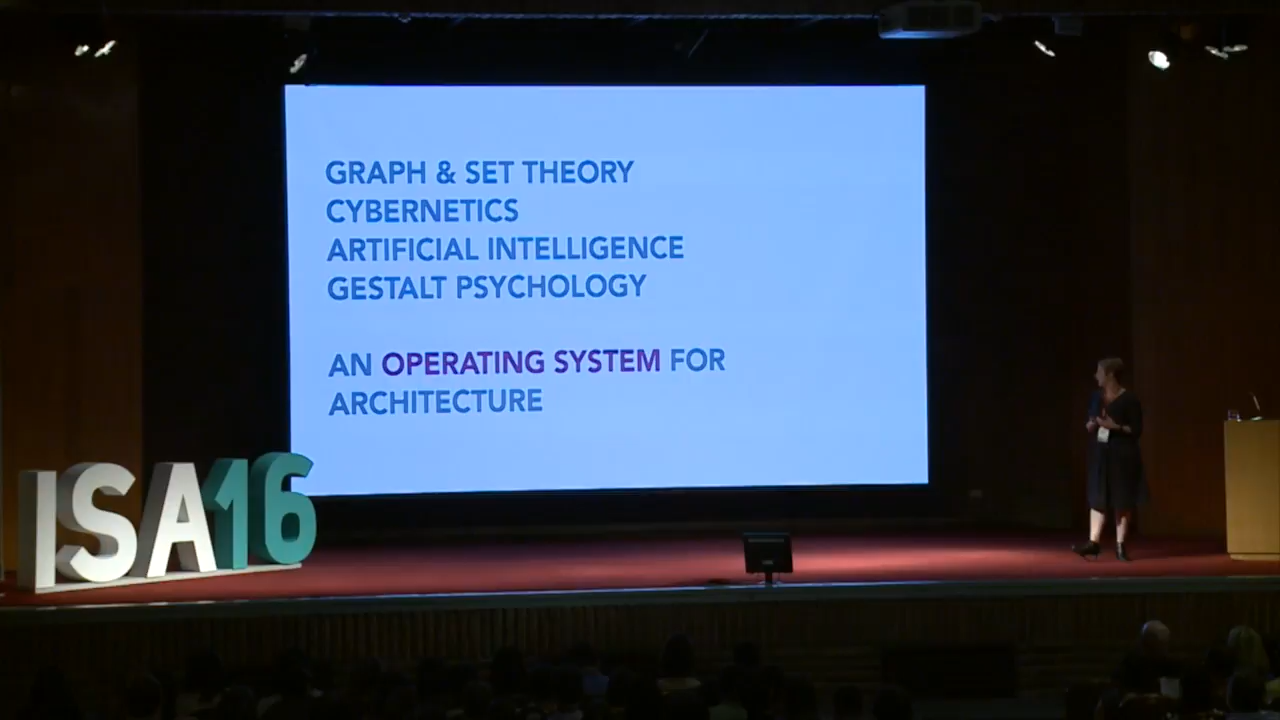 GRAPH & SET THEORY
CYBERNETICS
ARTIFICIAL INTELLIGENCE
GESTALT PSYCHOLOGY
AN OPERATING SYSTEM FOR
ARCHITECTURE
ISA16